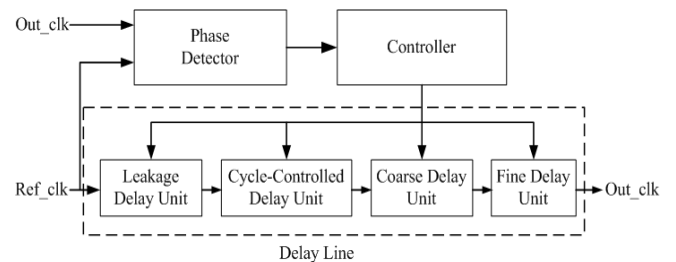 Out_clk
Phase
Detector
Controller
Ref_clk
Leakage
Delay Unit
Cycle-Controlled
Delay Unit
Coarse Delay
Unit
Fine Delay
Unit
Out_clk
Delay Line